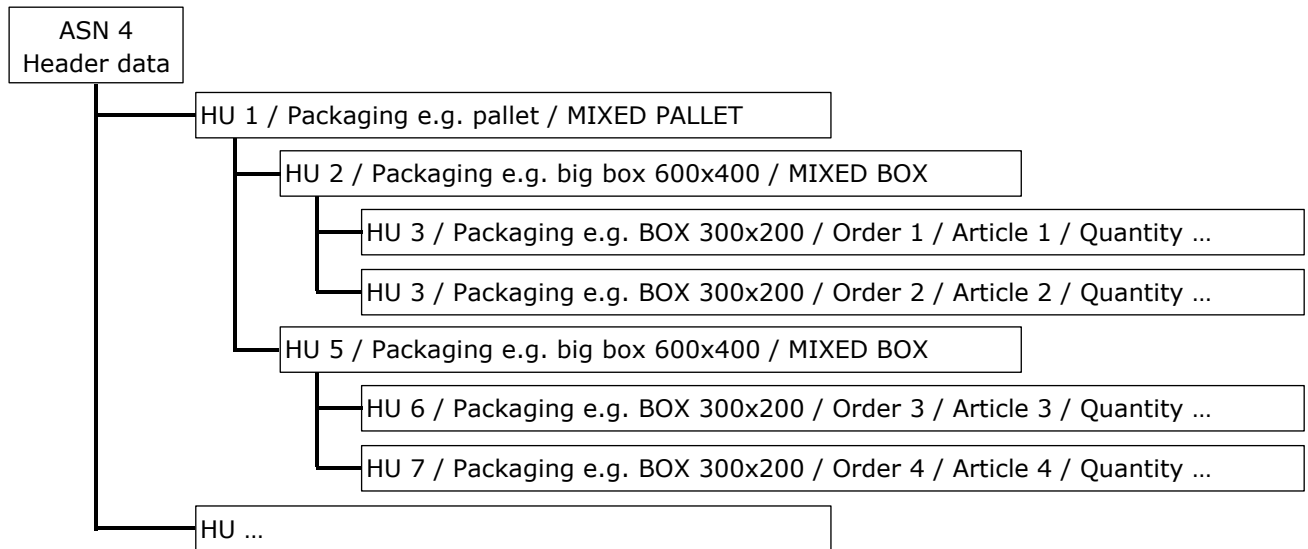 ASN 4
Header data
HU 1 / Packaging e.g. pallet / MIXED PALLET
HU 2 / Packaging e.g. big box 600x400 / MIXED BOX
HU 3 / Packaging e.g. BOX 300x200 / Order 1 / Article 1 / Quantity …
HU 3 / Packaging e.g. BOX 300x200 / Order 2 / Article 2 / Quantity …
HU 5 / Packaging e.g. big box 600x400 / MIXED BOX
HU 6 / Packaging e.g. BOX 300x200 / Order 3 / Article 3 / Quantity …
HU 7 / Packaging e.g. BOX 300x200 / Order 4 / Article 4 / Quantity …
HU …